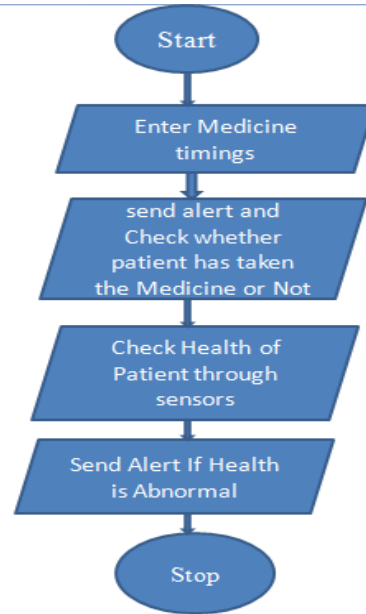 Start
Enter Medicine
timings
send alert and
Check whether
patient has taken
the Medicine or Not
Check Health of
Patient through
sensors
Send Alert If Health
is Abnormal
Stop